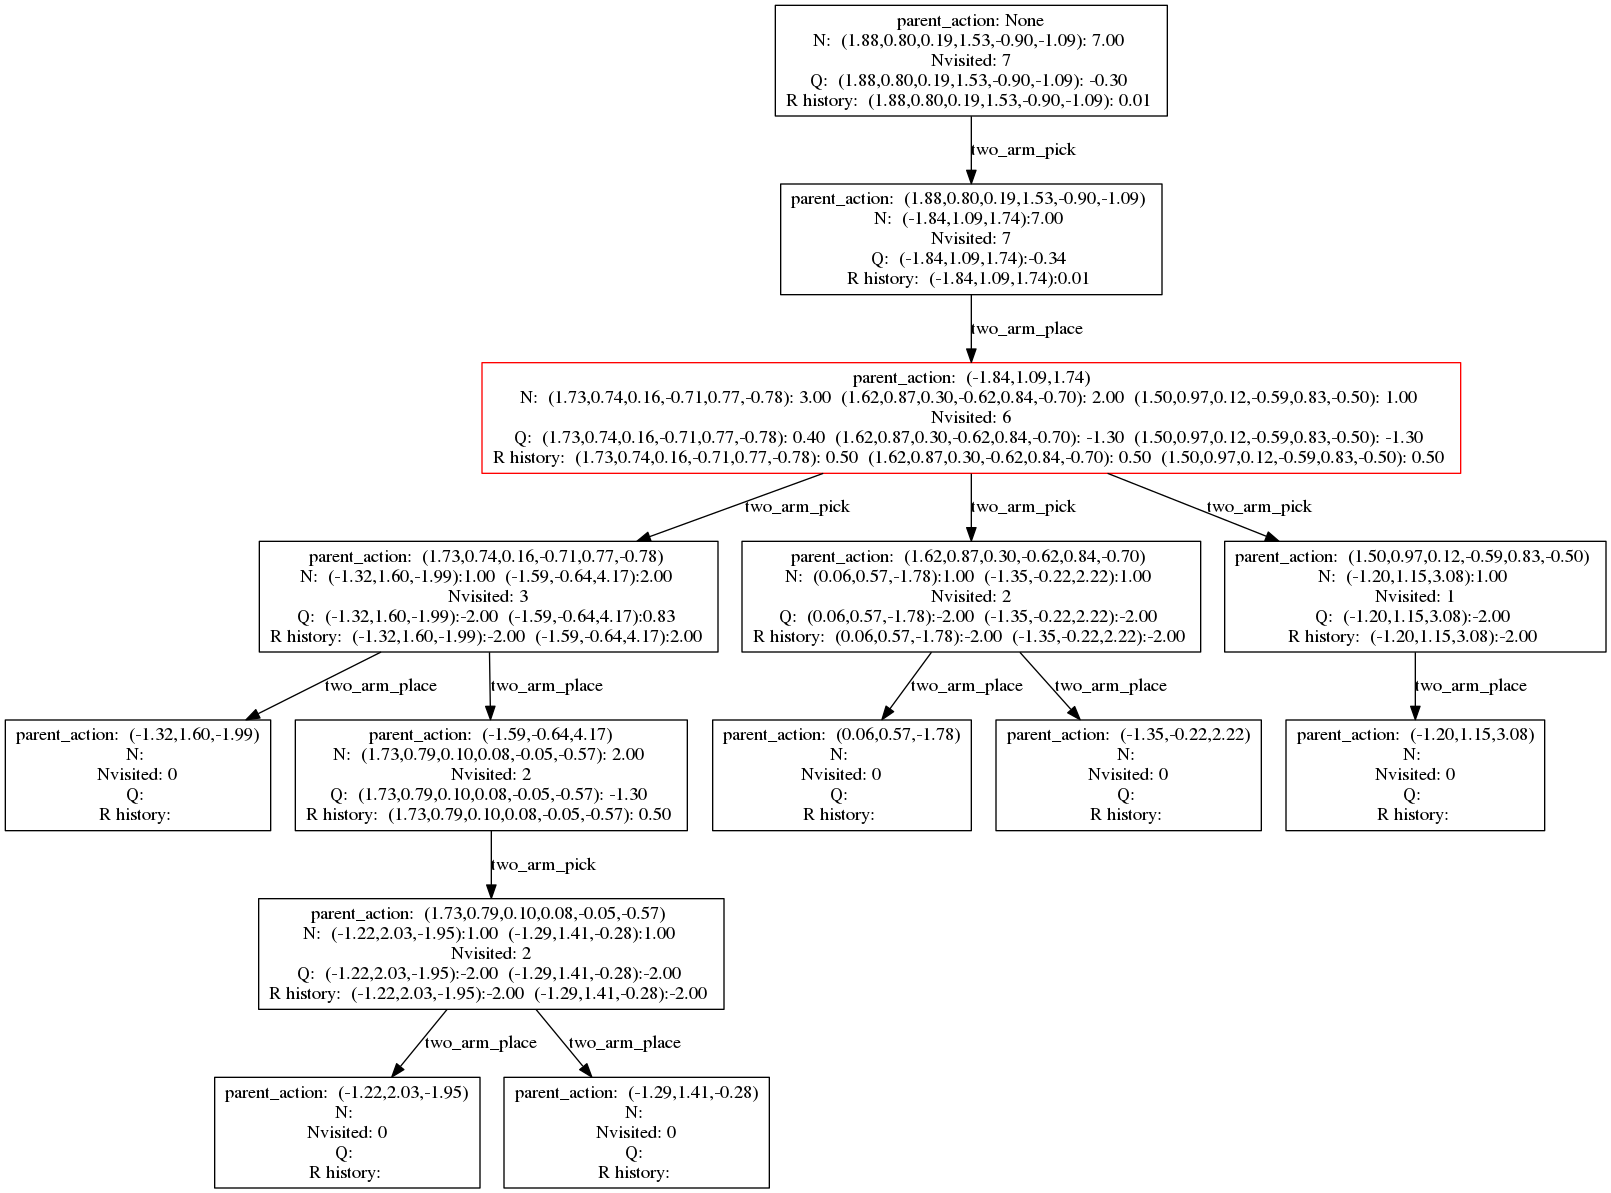 parent_action: None
N: (1.88,0.80,0.19,1.53,-0.90,-1.09): 7.00
Nvisited: 7
Q: (1.88,0.80,0.19,1.53,-0.90,-1.09): -0.30
R history: (1.88,0.80,0.19,1.53,-0.90,-1.09): 0.01
two_arm_pick
parent_action: (1.88,0.80,0.19,1.53,-0.90,-1.09)
N: (-1.84,1.09,1.74):7.00
Nvisited: 7
Q: (-1.84,1.09,1.74):-0.34
R history: (-1.84,1.09,1.74):0.01
two_arm_place
parent_action: (-1.84,1.09,1.74)
N: (1.73,0.74,0.16,-0.71,0.77,-0.78): 3.00 (1.62,0.87,0.30,-0.62,0.84,-0.70): 2.00 (1.50,0.97,0.12,-0.59,0.83,-0.50): 1.00
Nvisited: 6
Q: (1.73,0.74,0.16,-0.71,0.77,-0.78): 0.40 (1.62,0.87,0.30,-0.62,0.84,-0.70): -1.30 (1.50,0.97,0.12,-0.59,0.83,-0.50): -1.30
R history: (1.73,0.74,0.16,-0.71,0.77,-0.78): 0.50 (1.62,0.87,0.30,-0.62,0.84,-0.70): 0.50 (1.50,0.97,0.12,-0.59,0.83,-0.50): 0.50
two_arm_pick
two_arm_pick
two_arm_pick
parent_action: (1.73,0.74,0.16,-0.71,0.77,-0.78)
N: (-1.32,1.60,-1.99):1.00 (-1.59,-0.64,4.17):2.00
Nvisited: 3
Q: (-1.32,1.60,-1.99):-2.00 (-1.59,-0.64,4.17):0.83
R history: (-1.32,1.60,-1.99):-2.00 (-1.59,-0.64,4.17):2.00
parent_action: (1.62,0.87,0.30,-0.62,0.84,-0.70)
N: (0.06,0.57,-1.78):1.00 (-1.35,-0.22,2.22):1.00
Nvisited: 2
Q: (0.06,0.57,-1.78):-2.00 (-1.35,-0.22,2.22):-2.00
R history: (0.06,0.57,-1.78):-2.00 (-1.35,-0.22,2.22):-2.00
parent_action: (1.50,0.97,0.12,-0.59,0.83,-0.50)
N: (-1.20,1.15,3.08):1.00
Nvisited: 1
Q: (-1.20,1.15,3.08):-2.00
R history: (-1.20,1.15,3.08):-2.00
two_arm_place
two_arm_place
two_arm_place
two_arm_place
two_arm_place
parent_action: (-1.32,1.60,-1.99)
N:
Nvisited: 0
Q:
R history:
parent_action: (-1.59,-0.64,4.17)
N: (1.73,0.79,0.10,0.08,-0.05,-0.57): 2.00
Nvisited: 2
Q: (1.73,0.79,0.10,0.08,-0.05,-0.57): -1.30
R history: (1.73,0.79,0.10,0.08,-0.05,-0.57): 0.50
parent_action: (0.06,0.57,-1.78)
N:
Nvisited: 0
Q:
R history:
parent_action: (-1.35,-0.22,2.22)
N:
Nvisited: 0
Q:
R history:
parent_action: (-1.20,1.15,3.08)
N:
Nvisited: 0
Q:
R history:
two_arm_pick
parent_action: (1.73,0.79,0.10,0.08,-0.05,-0.57)
N: (-1.22,2.03,-1.95):1.00 (-1.29,1.41,-0.28):1.00
Nvisited: 2
Q: (-1.22,2.03,-1.95):-2.00 (-1.29,1.41,-0.28):-2.00
R history: (-1.22,2.03,-1.95):-2.00 (-1.29,1.41,-0.28):-2.00
two_arm_place
two_arm_place
parent_action: (-1.22,2.03,-1.95)
N:
Nvisited: 0
Q:
R history:
parent_action: (-1.29,1.41,-0.28)
N:
Nvisited: 0
Q:
R history: